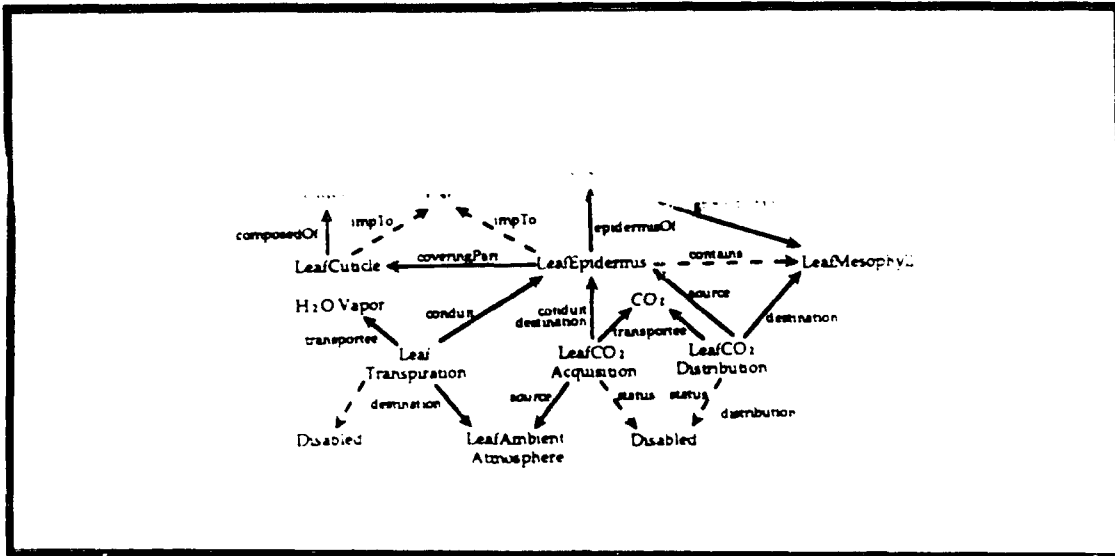 impTo
impTo
composedOf
epidermisOf
LeafCuticle
coveringPart
LeafEpidermis
contains
LeafMesophyll
H₂O Vapor
conduit
conduit
destination
CO₂
source
destination
transportee
transportee
Leaf
Transpiration
LeafCO₂
Acquisition
LeafCO₂
Distribution
destination
source
status
status
distribution
Disabled
LeafAmbient
Atmosphere
Disabled